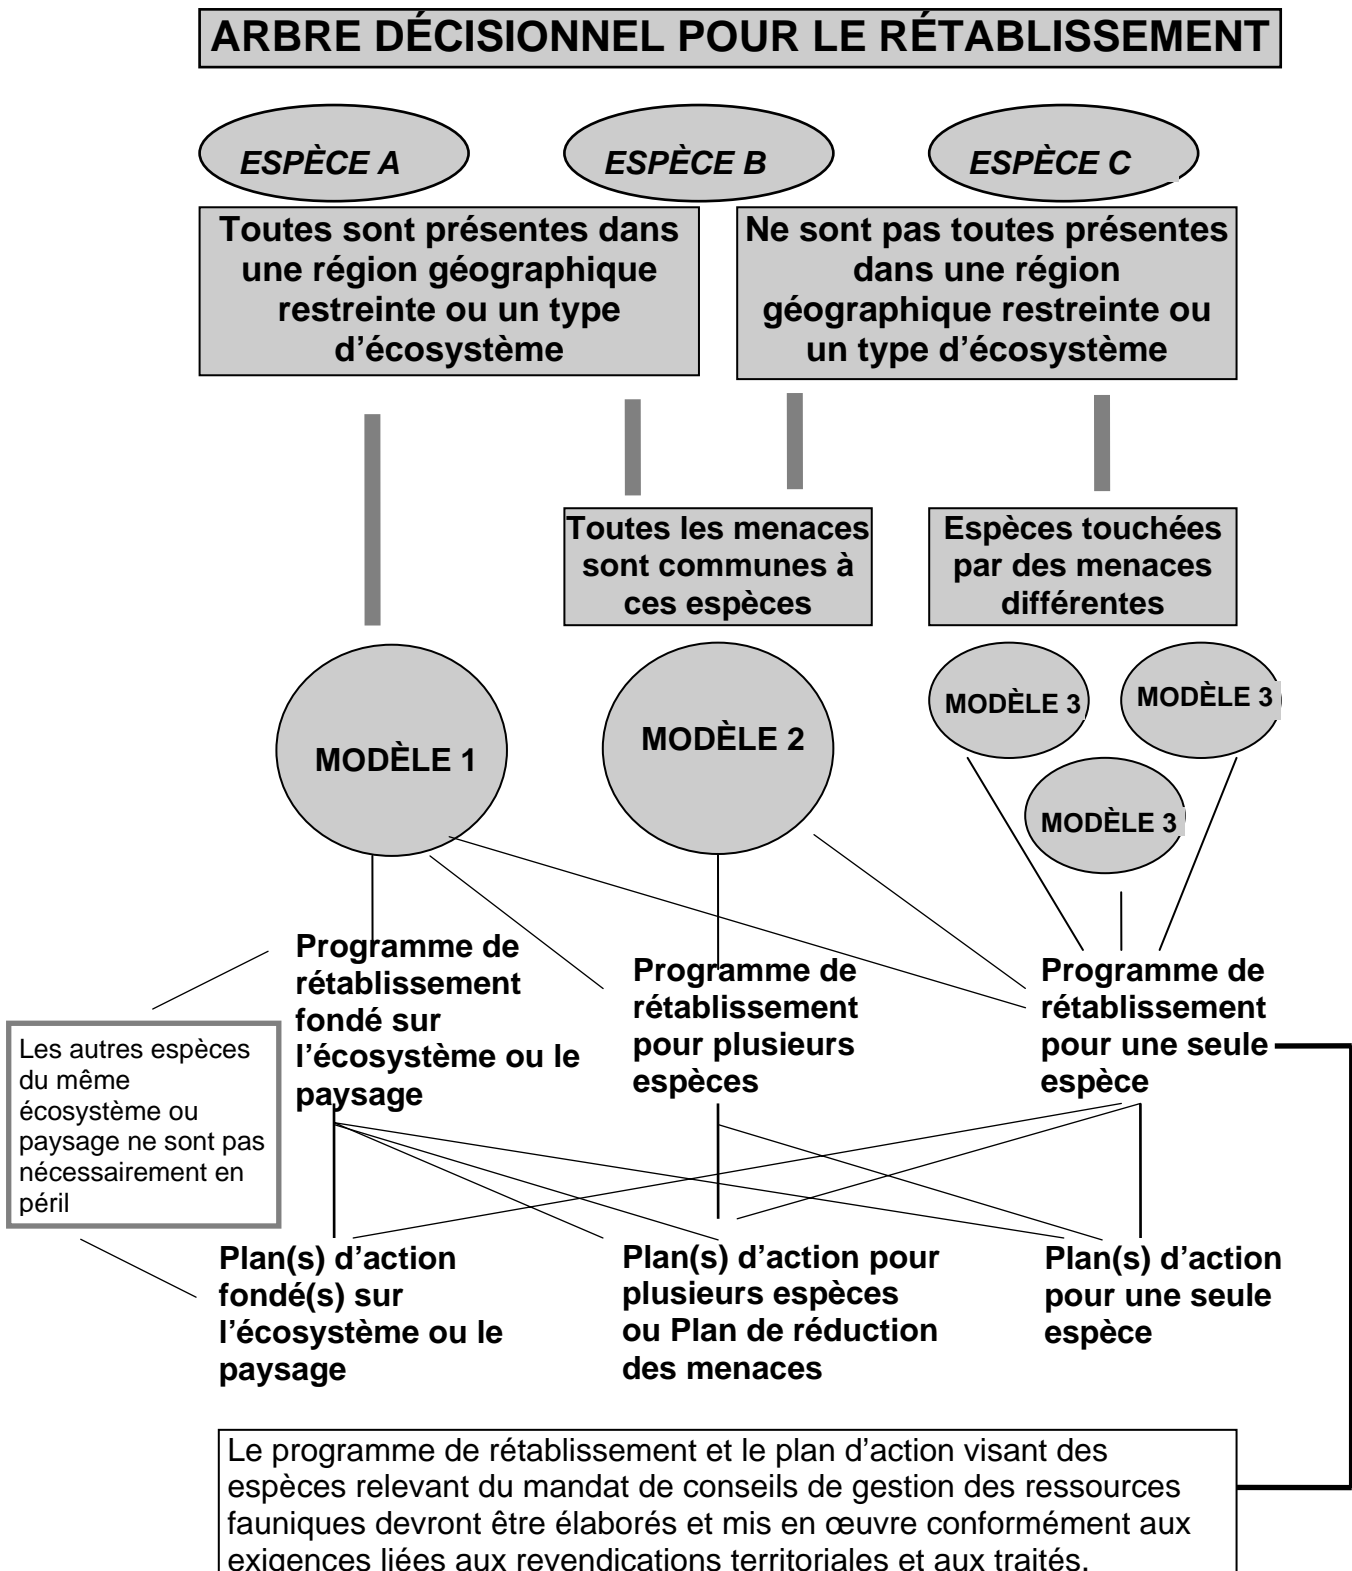 ARBRE DÉCISIONNEL POUR LE RÉTABLISSEMENT
ESPÈCE A
ESPÈCE B
ESPÈCE C
Toutes sont présentes dans
une région géographique
restreinte ou un type
d’écosystème
Ne sont pas toutes présentes
dans une région
géographique restreinte ou
un type d’écosystème
Toutes les menaces
sont communes à
ces espèces
Espèces touchées
par des menaces
différentes
MODÈLE 1
MODÈLE 2
MODÈLE 3
MODÈLE 3
MODÈLE 3
Programme de
rétablissement
fondé sur
l’écosystème ou le
paysage
Programme de
rétablissement
pour plusieurs
espèces
Programme de
rétablissement
pour une seule
espèce
Les autres espèces
du même
écosystème ou
paysage ne sont pas
nécessairement en
péril
Plan(s) d’action
fondé(s) sur
l’écosystème ou le
paysage
Plan(s) d’action pour
plusieurs espèces
ou Plan de réduction
des menaces
Plan(s) d’action
pour une seule
espèce
Le programme de rétablissement et le plan d’action visant des
espèces relevant du mandat de conseils de gestion des ressources
fauniques devront être élaborés et mis en œuvre conformément aux
exigences liées aux revendications territoriales et aux traités.